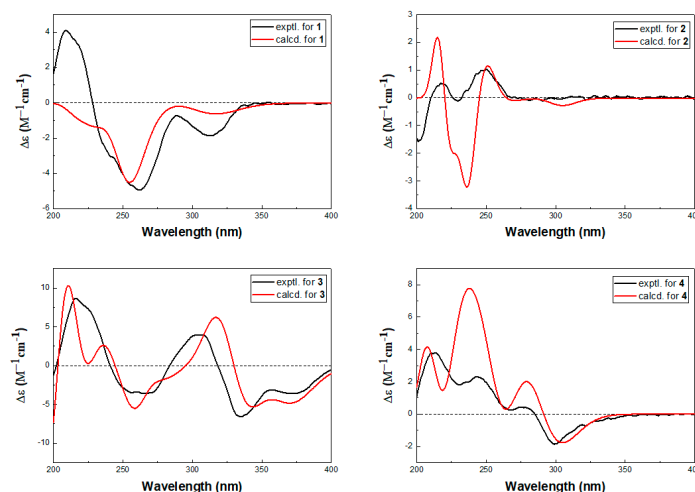 exptl. for 1
calcd. for 1
4
2
0
-2
-4
-6
Δε (M⁻¹cm⁻¹)
200 250 300 350 400
Wavelength (nm)
exptl. for 2
calcd. for 2
3
2
1
0
-1
-2
-3
-4
Δε (M⁻¹cm⁻¹)
200 250 300 350 400
Wavelength (nm)
exptl. for 3
calcd. for 3
10
5
0
-5
-10
Δε (M⁻¹cm⁻¹)
200 250 300 350 400
Wavelength (nm)
exptl. for 4
calcd. for 4
8
6
4
2
0
-2
Δε (M⁻¹cm⁻¹)
200 250 300 350 400
Wavelength (nm)